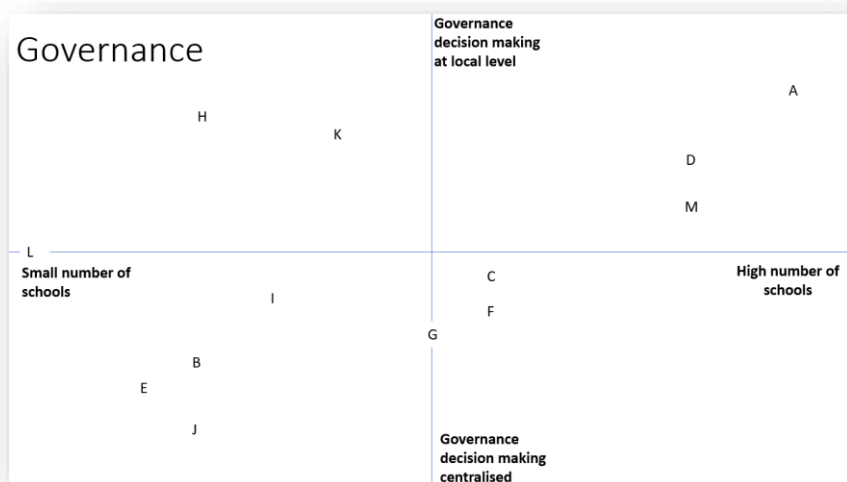 Governance
Governance
decision making
at local level
A
H
K
D
M
L
Small number of
schools
C
High number of
schools
I
F
G
B
E
J
Governance
decision making
centralised